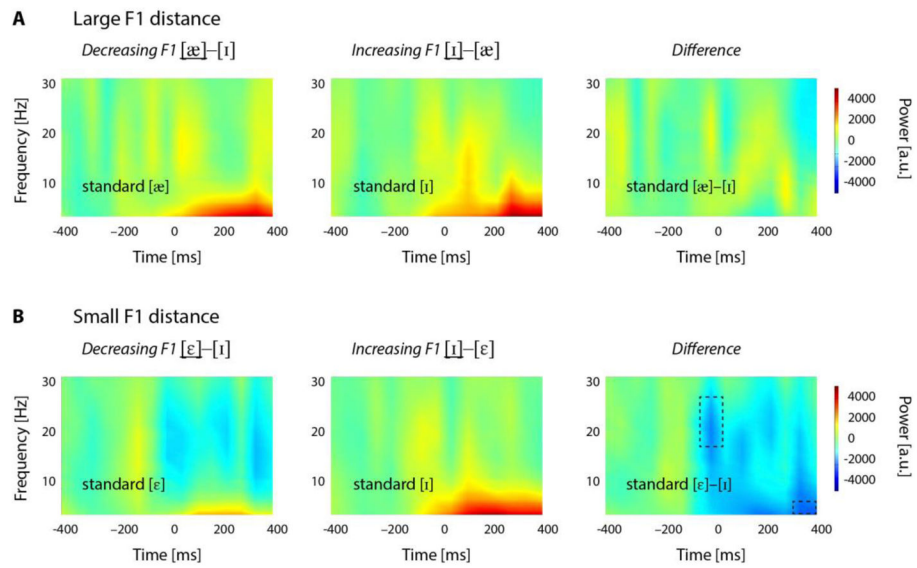 A Large F1 distance
Decreasing F1 [æ]–[ɪ] Increasing F1 [ɪ]–[æ] Difference
30 30 30
20 20 20
10 10 10
Frequency [Hz]
standard [æ] standard [ɪ] standard [æ]–[ɪ]
4000
2000
0
-2000
-4000
Power [a.u.]
-400 –200 0 200 400 -400 –200 0 200 400 -400 –200 0 200 400
Time [ms] Time [ms] Time [ms]
B Small F1 distance
Decreasing F1 [ɛ]–[ɪ] Increasing F1 [ɪ]–[ɛ] Difference
30 30 30
20 20 20
10 10 10
Frequency [Hz]
standard [ɛ] standard [ɪ] standard [ɛ]–[ɪ]
4000
2000
0
-2000
-4000
Power [a.u.]
-400 –200 0 200 400 -400 –200 0 200 400 -400 –200 0 200 400
Time [ms] Time [ms] Time [ms]